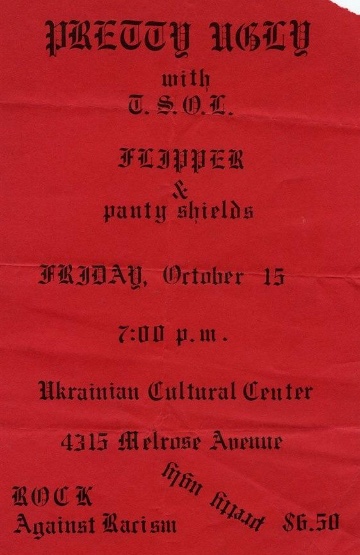 PRETTY UGLY
with
T.S.O.L.
FLIPPER
&
panty shields
FRIDAY, October 15
7:00 p.m.
Ukrainian Cultural Center
4315 Melrose Avenue
pretty ugly
ROCK
Against Racism
$6.50